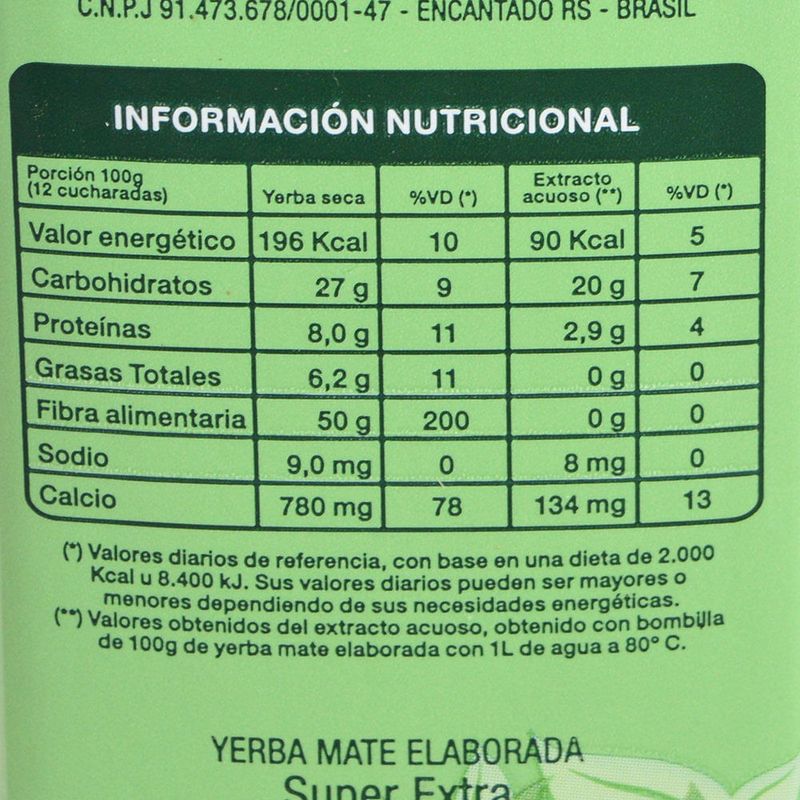 C.N.P.J 91.473.678/0001-47 - ENCANTADO RS - BRASIL
INFORMACIÓN NUTRICIONAL
Porción 100g
(12 cucharadas) Yerba seca %VD (*) Extracto acuoso (**) %VD (*)
Valor energético 196 Kcal 10 90 Kcal 5
Carbohidratos 27 g 9 20 g 7
Proteínas 8,0 g 11 2,9 g 4
Grasas Totales 6,2 g 11 0 g 0
Fibra alimentaria 50 g 200 0 g 0
Sodio 9,0 mg 0 8 mg 0
Calcio 780 mg 78 134 mg 13
(*) Valores diarios de referencia, con base en una dieta de 2.000
Kcal u 8.400 kJ. Sus valores diarios pueden ser mayores o
menores dependiendo de sus necesidades energéticas.
(**) Valores obtenidos del extracto acuoso, obtenido con bombilla
de 100g de yerba mate elaborada con 1L de agua a 80° C.
YERBA MATE ELABORADA
Super Extra